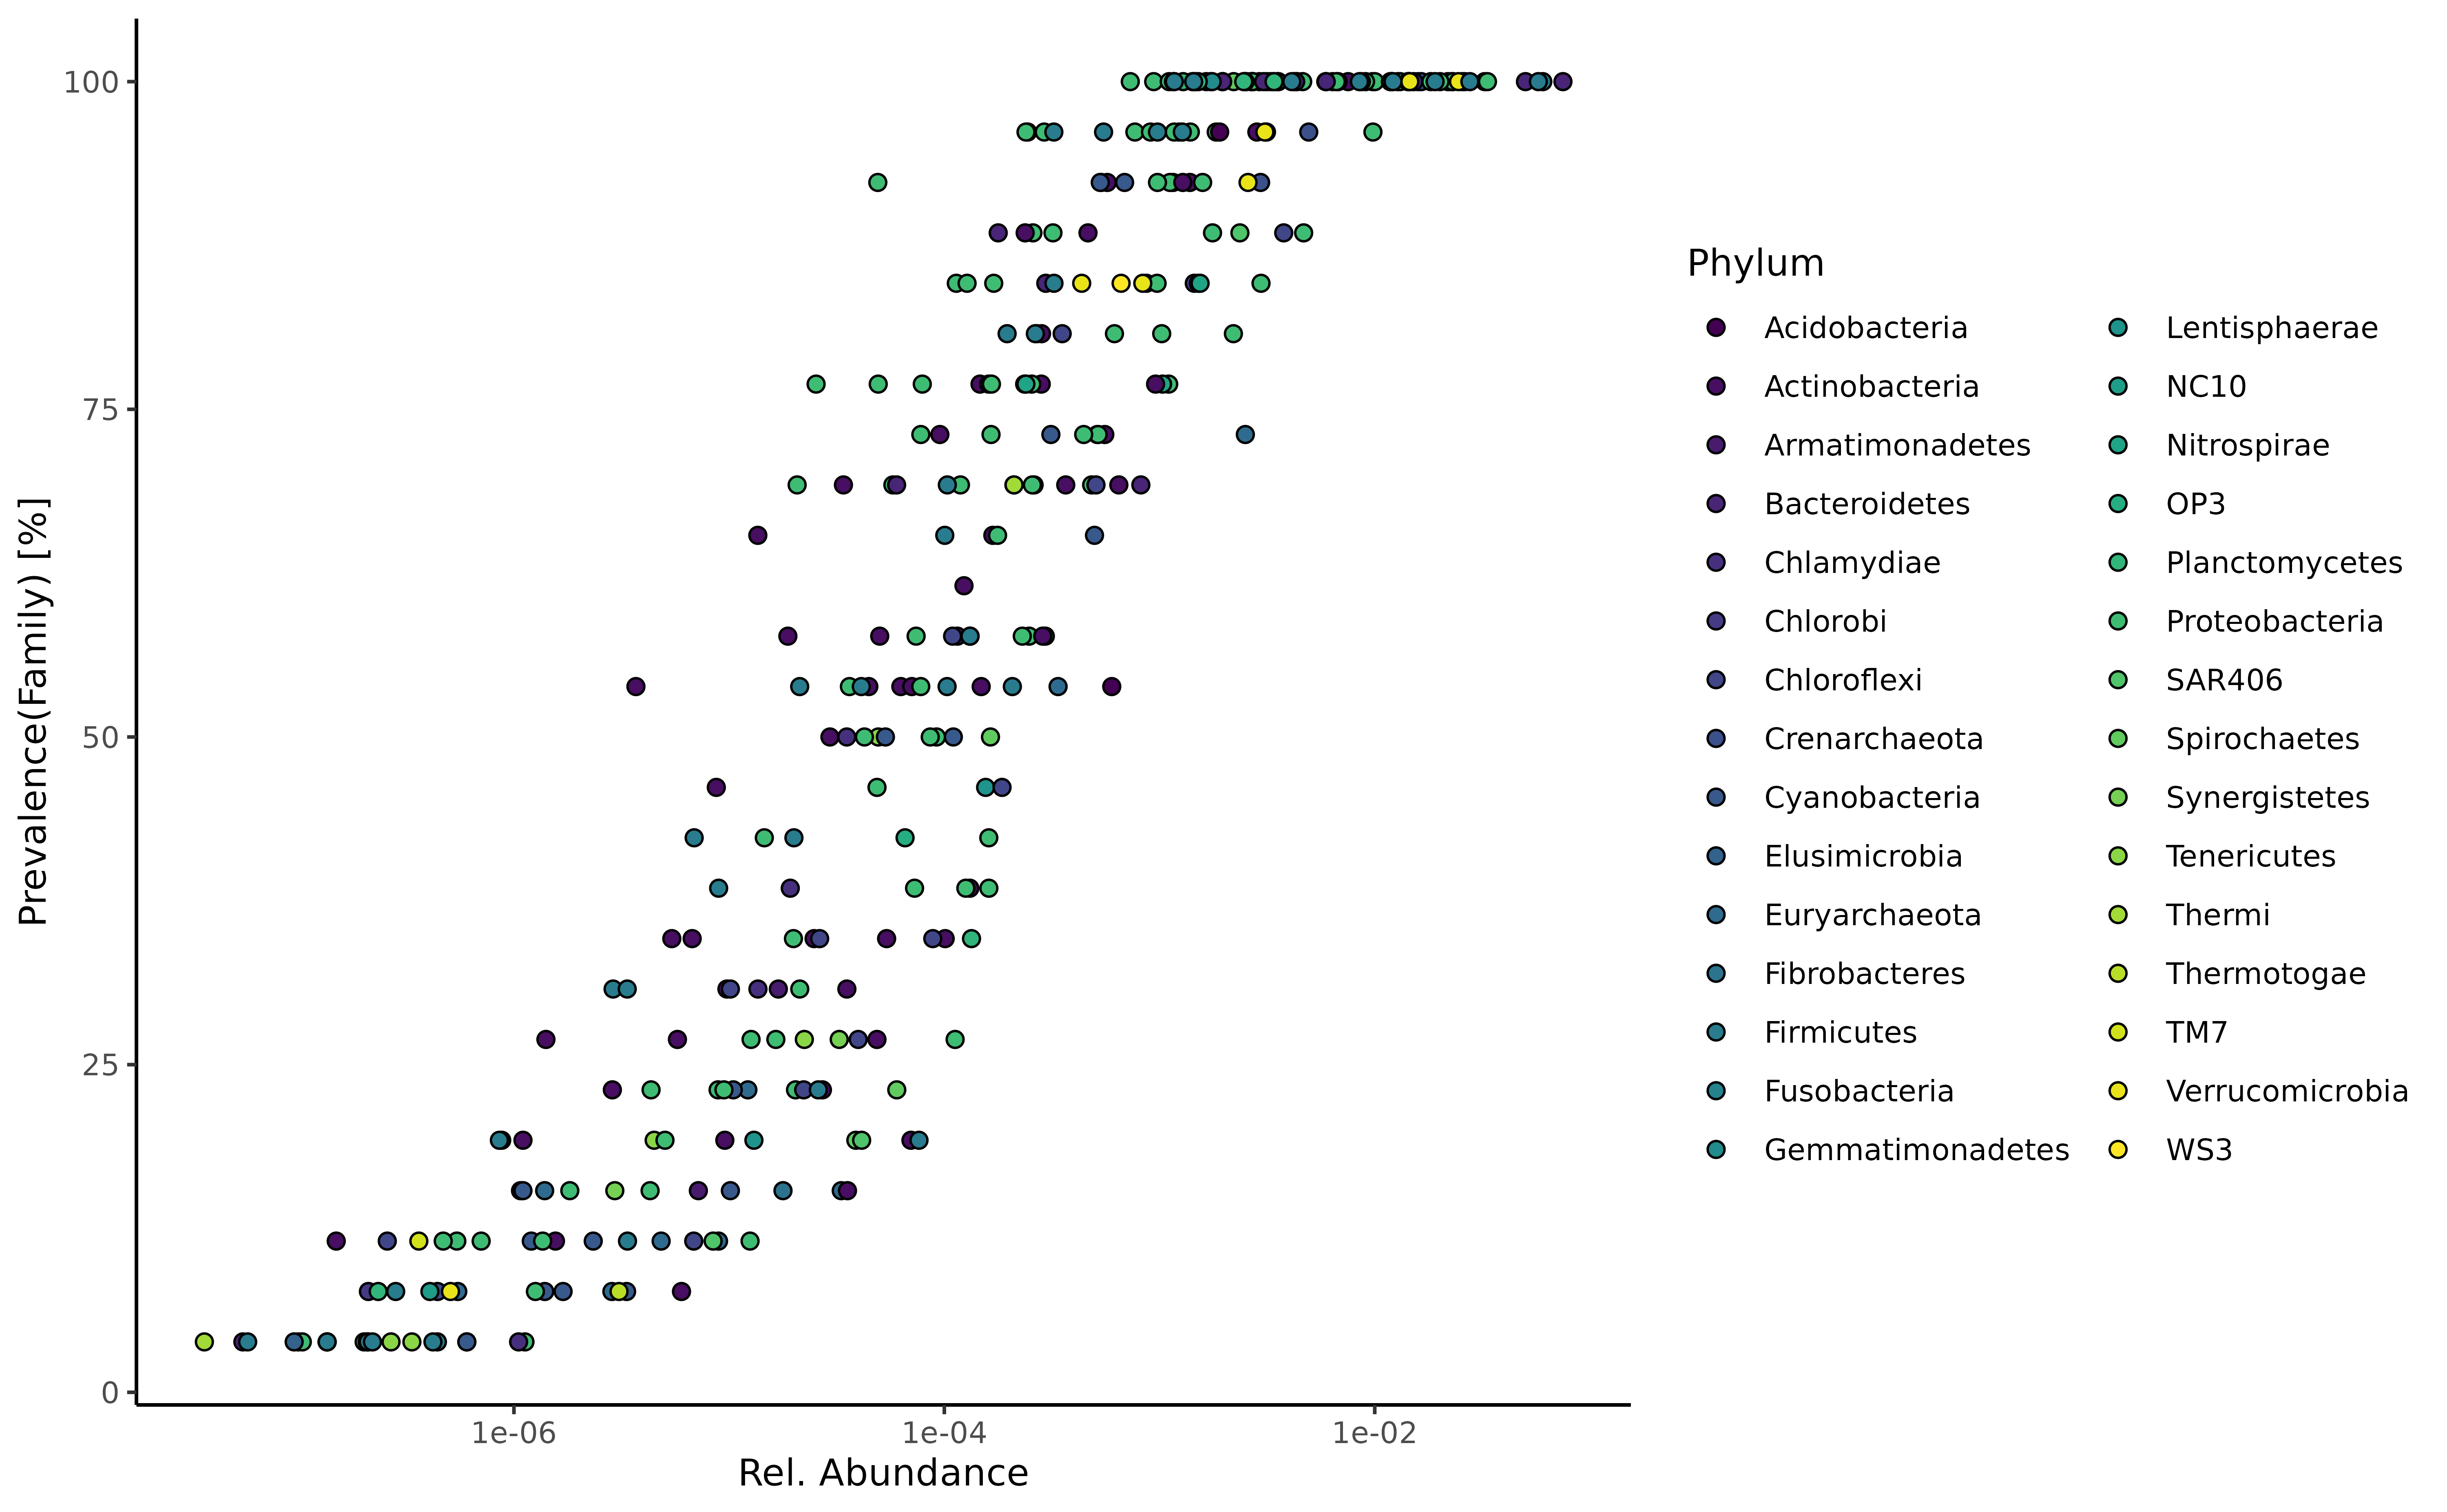 100
75
50
25
0
Prevalence(Family) [%]
1e-06
1e-04
1e-02
Rel. Abundance
Phylum
Acidobacteria
Actinobacteria
Armatimonadetes
Bacteroidetes
Chlamydiae
Chlorobi
Chloroflexi
Crenarchaeota
Cyanobacteria
Elusimicrobia
Euryarchaeota
Fibrobacteres
Firmicutes
Fusobacteria
Gemmatimonadetes
Lentisphaerae
NC10
Nitrospirae
OP3
Planctomycetes
Proteobacteria
SAR406
Spirochaetes
Synergistetes
Tenericutes
Thermi
Thermotogae
TM7
Verrucomicrobia
WS3